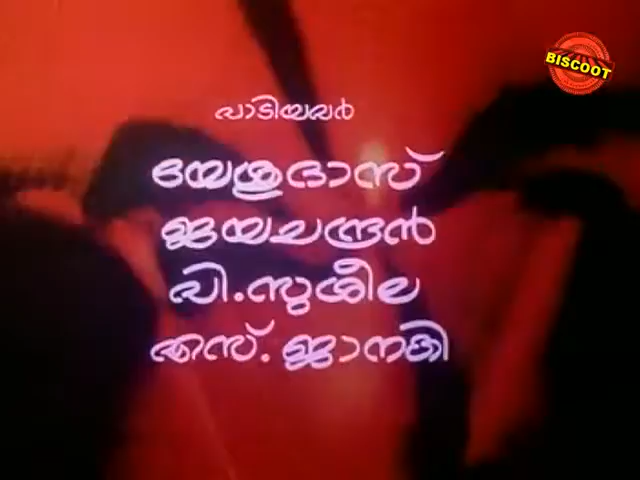 BISCOOT
പാടിയവർ
യേശുദാസ്
ജയചന്ദ്രൻ
പി.സുശീല
എസ്. ജാനകി